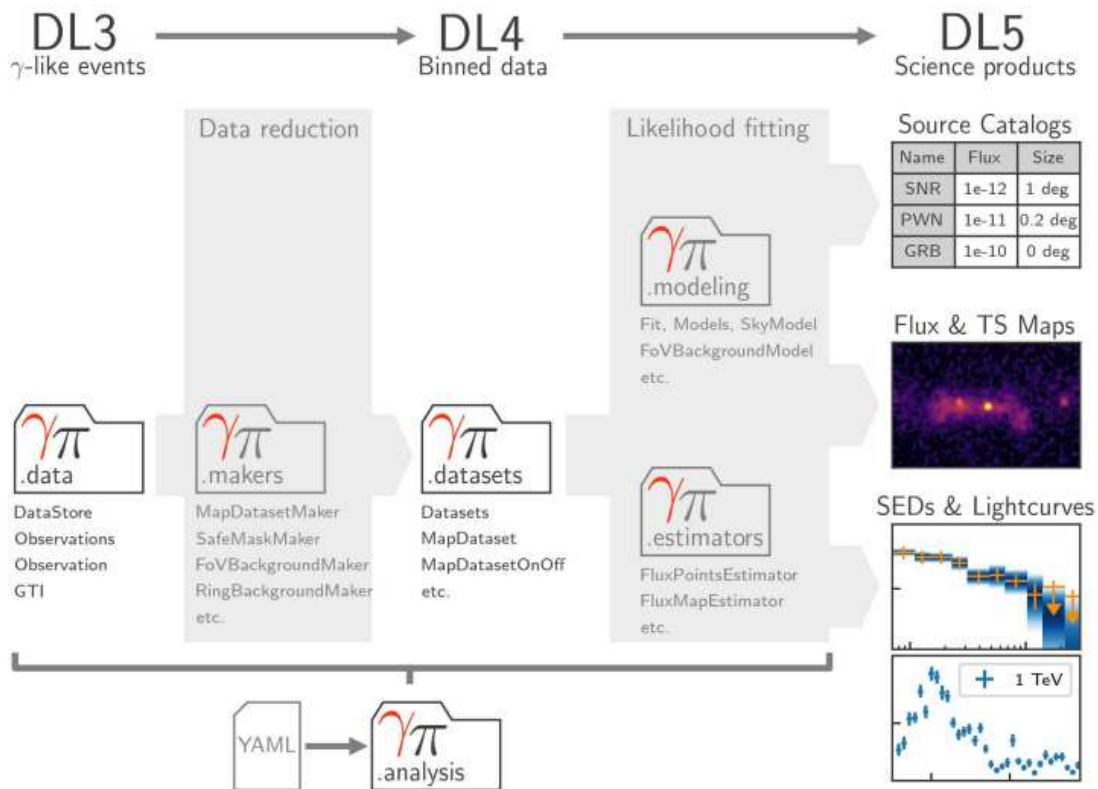 DL3
γ-like events
DL4
Binned data
DL5
Science products
Data reduction
Likelihood fitting
γπ
.data
DataStore
Observations
Observation
GTI
γπ
.makers
MapDatasetMaker
SafeMaskMaker
FoVBackgroundMaker
RingBackgroundMaker
etc.
γπ
.datasets
Datasets
MapDataset
MapDatasetOnOff
etc.
γπ
.modeling
Fit, Models, SkyModel
FoVBackgroundModel
etc.
γπ
.estimators
FluxPointsEstimator
FluxMapEstimator
etc.
Source Catalogs
Name Flux Size
SNR 1e-12 1 deg
PWN 1e-11 0.2 deg
GRB 1e-10 0 deg
Flux & TS Maps
SEDs & Lightcurves
1 TeV
YAML
γπ
.analysis